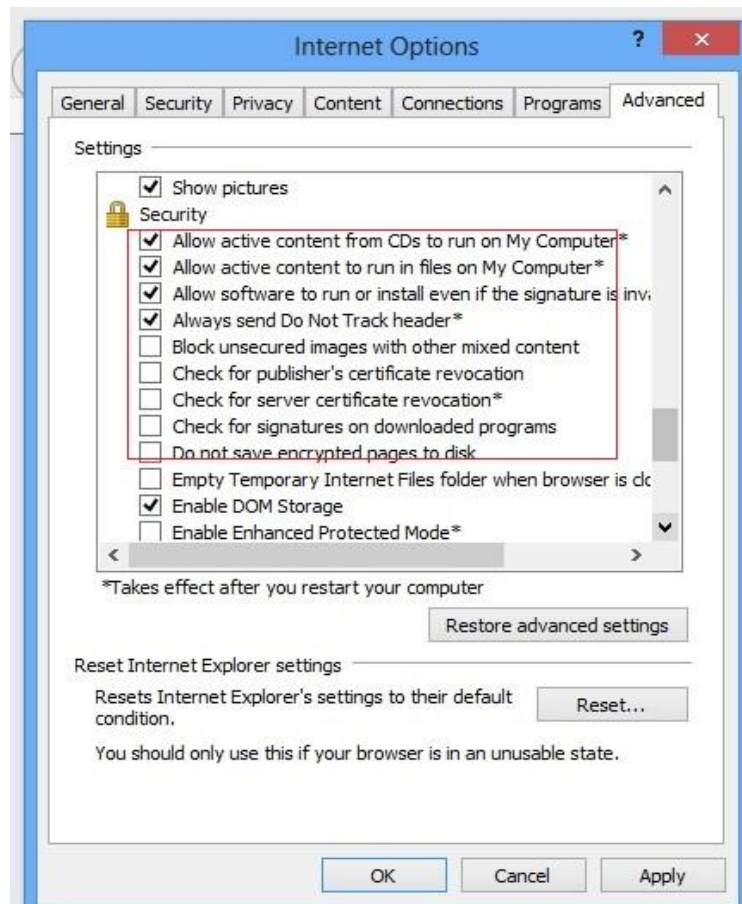 Internet Options
?
General Security Privacy Content Connections Programs Advanced
Settings
Show pictures
Security
Allow active content from CDs to run on My Computer*
Allow active content to run in files on My Computer*
Allow software to run or install even if the signature is
Always send Do Not Track header*
Block unsecured images with other mixed content
Check for publisher's certificate revocation
Check for server certificate revocation*
Check for signatures on downloaded programs
Do not save encrypted pages to disk
Empty Temporary Internet Files folder when browser is
Enable DOM Storage
Enable Enhanced Protected Mode*
*Takes effect after you restart your computer
Restore advanced settings
Reset Internet Explorer settings
Resets Internet Explorer's settings to their default
condition.
Reset...
You should only use this if your browser is in an unusable state.
OK Cancel Apply